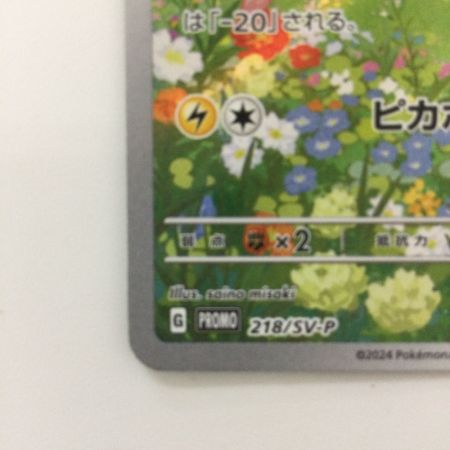 は「-20」される。
ピカ
弱点 ×2 抵抗力
Illus. saino misaki
G PROMO 218/SV-P
©2024 Pokémon